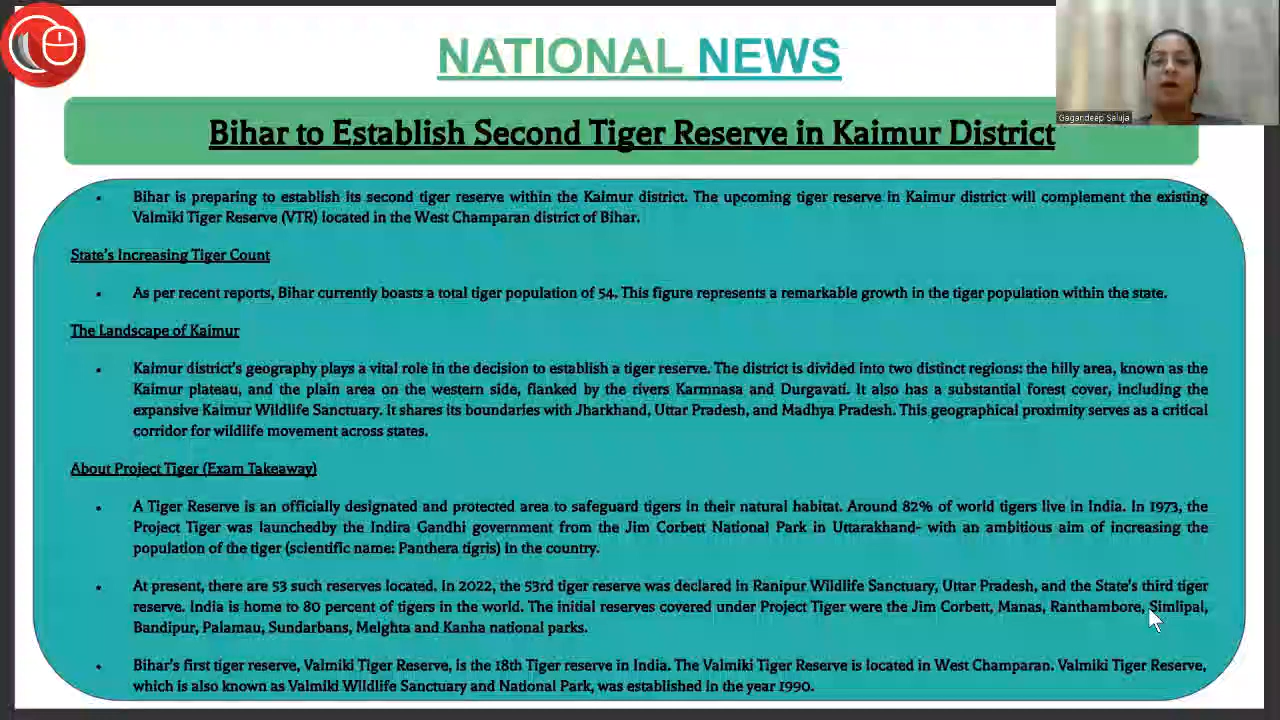 NATIONAL NEWS
Gagandeep Saluja
Bihar to Establish Second Tiger Reserve in Kaimur District
• Bihar is preparing to establish its second tiger reserve within the Kaimur district. The upcoming tiger reserve in Kaimur district will complement the existing
Valmiki Tiger Reserve (VTR) located in the West Champaran district of Bihar.
State's Increasing Tiger Count
• As per recent reports, Bihar currently boasts a total tiger population of 54. This figure represents a remarkable growth in the tiger population within the state.
The Landscape of Kaimur
• Kaimur district's geography plays a vital role in the decision to establish a tiger reserve. The district is divided into two distinct regions: the hilly area, known as the
Kaimur plateau, and the plain area on the western side, flanked by the rivers Karmnasa and Durgavati. It also has a substantial forest cover, including the
expansive Kaimur Wildlife Sanctuary. It shares its boundaries with Jharkhand, Uttar Pradesh, and Madhya Pradesh. This geographical proximity serves as a critical
corridor for wildlife movement across states.
About Project Tiger (Exam Takeaway)
• A Tiger Reserve is an officially designated and protected area to safeguard tigers in their natural habitat. Around 82% of world tigers live in India. In 1973, the
Project Tiger was launchedby the Indira Gandhi government from the Jim Corbett National Park in Uttarakhand- with an ambitious aim of increasing the
population of the tiger (scientific name: Panthera tigris) in the country.
• At present, there are 53 such reserves located. In 2022, the 53rd tiger reserve was declared in Ranipur Wildlife Sanctuary, Uttar Pradesh, and the State's third tiger
reserve. India is home to 80 percent of tigers in the world. The initial reserves covered under Project Tiger were the Jim Corbett, Manas, Ranthambore, Simlipal,
Bandipur, Palamau, Sundarbans, Melghta and Kanha national parks.
• Bihar's first tiger reserve, Valmiki Tiger Reserve, is the 18th Tiger reserve in India. The Valmiki Tiger Reserve is located in West Champaran. Valmiki Tiger Reserve,
which is also known as Valmiki Wildlife Sanctuary and National Park, was established in the year 1990.